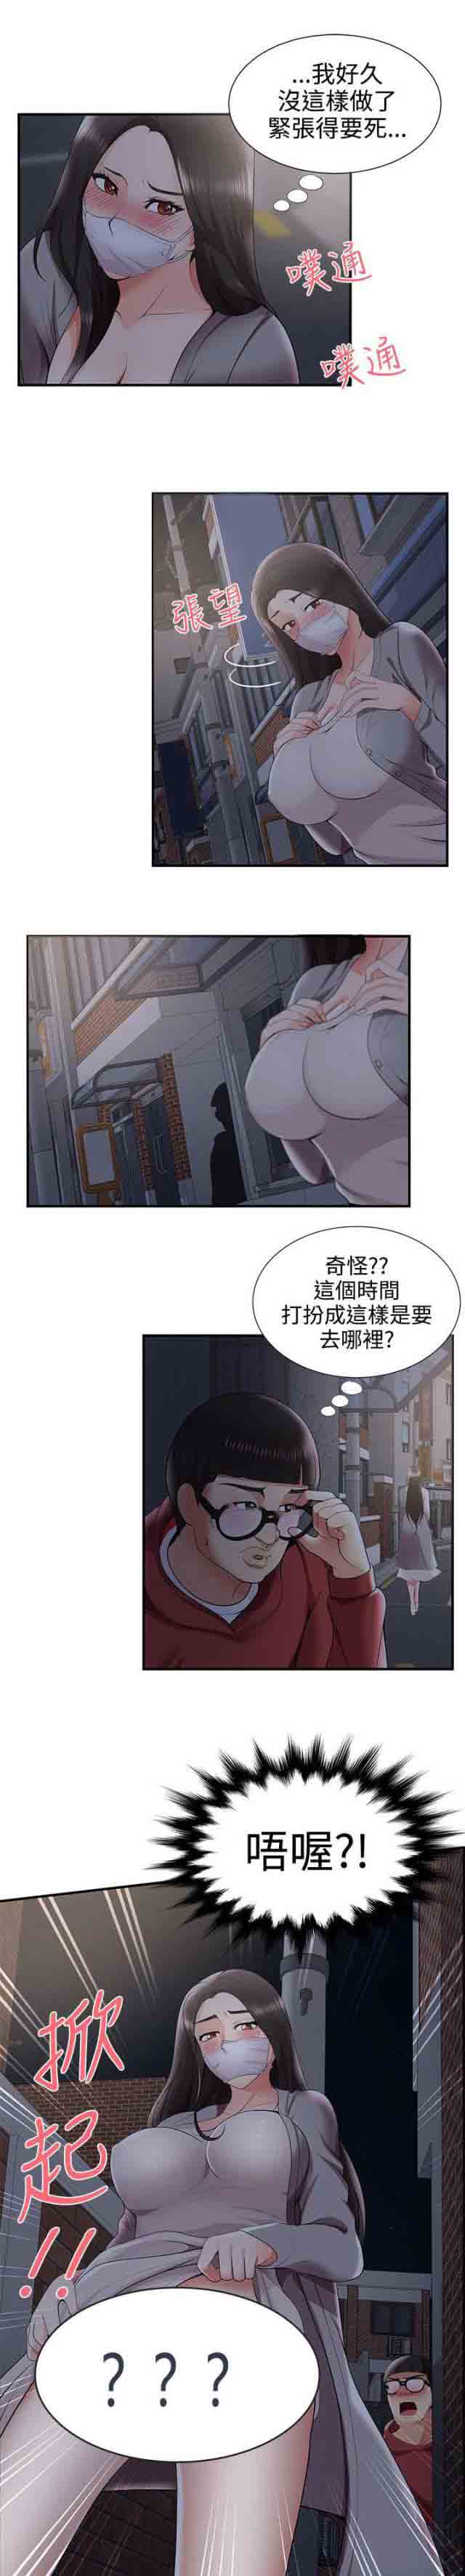 ...我好久
沒這樣做了
緊張得要死...
噗通
噗通
張望
奇怪??
這個時間
打扮成這樣是要
去哪裡?
唔喔?!
掀起!!
???